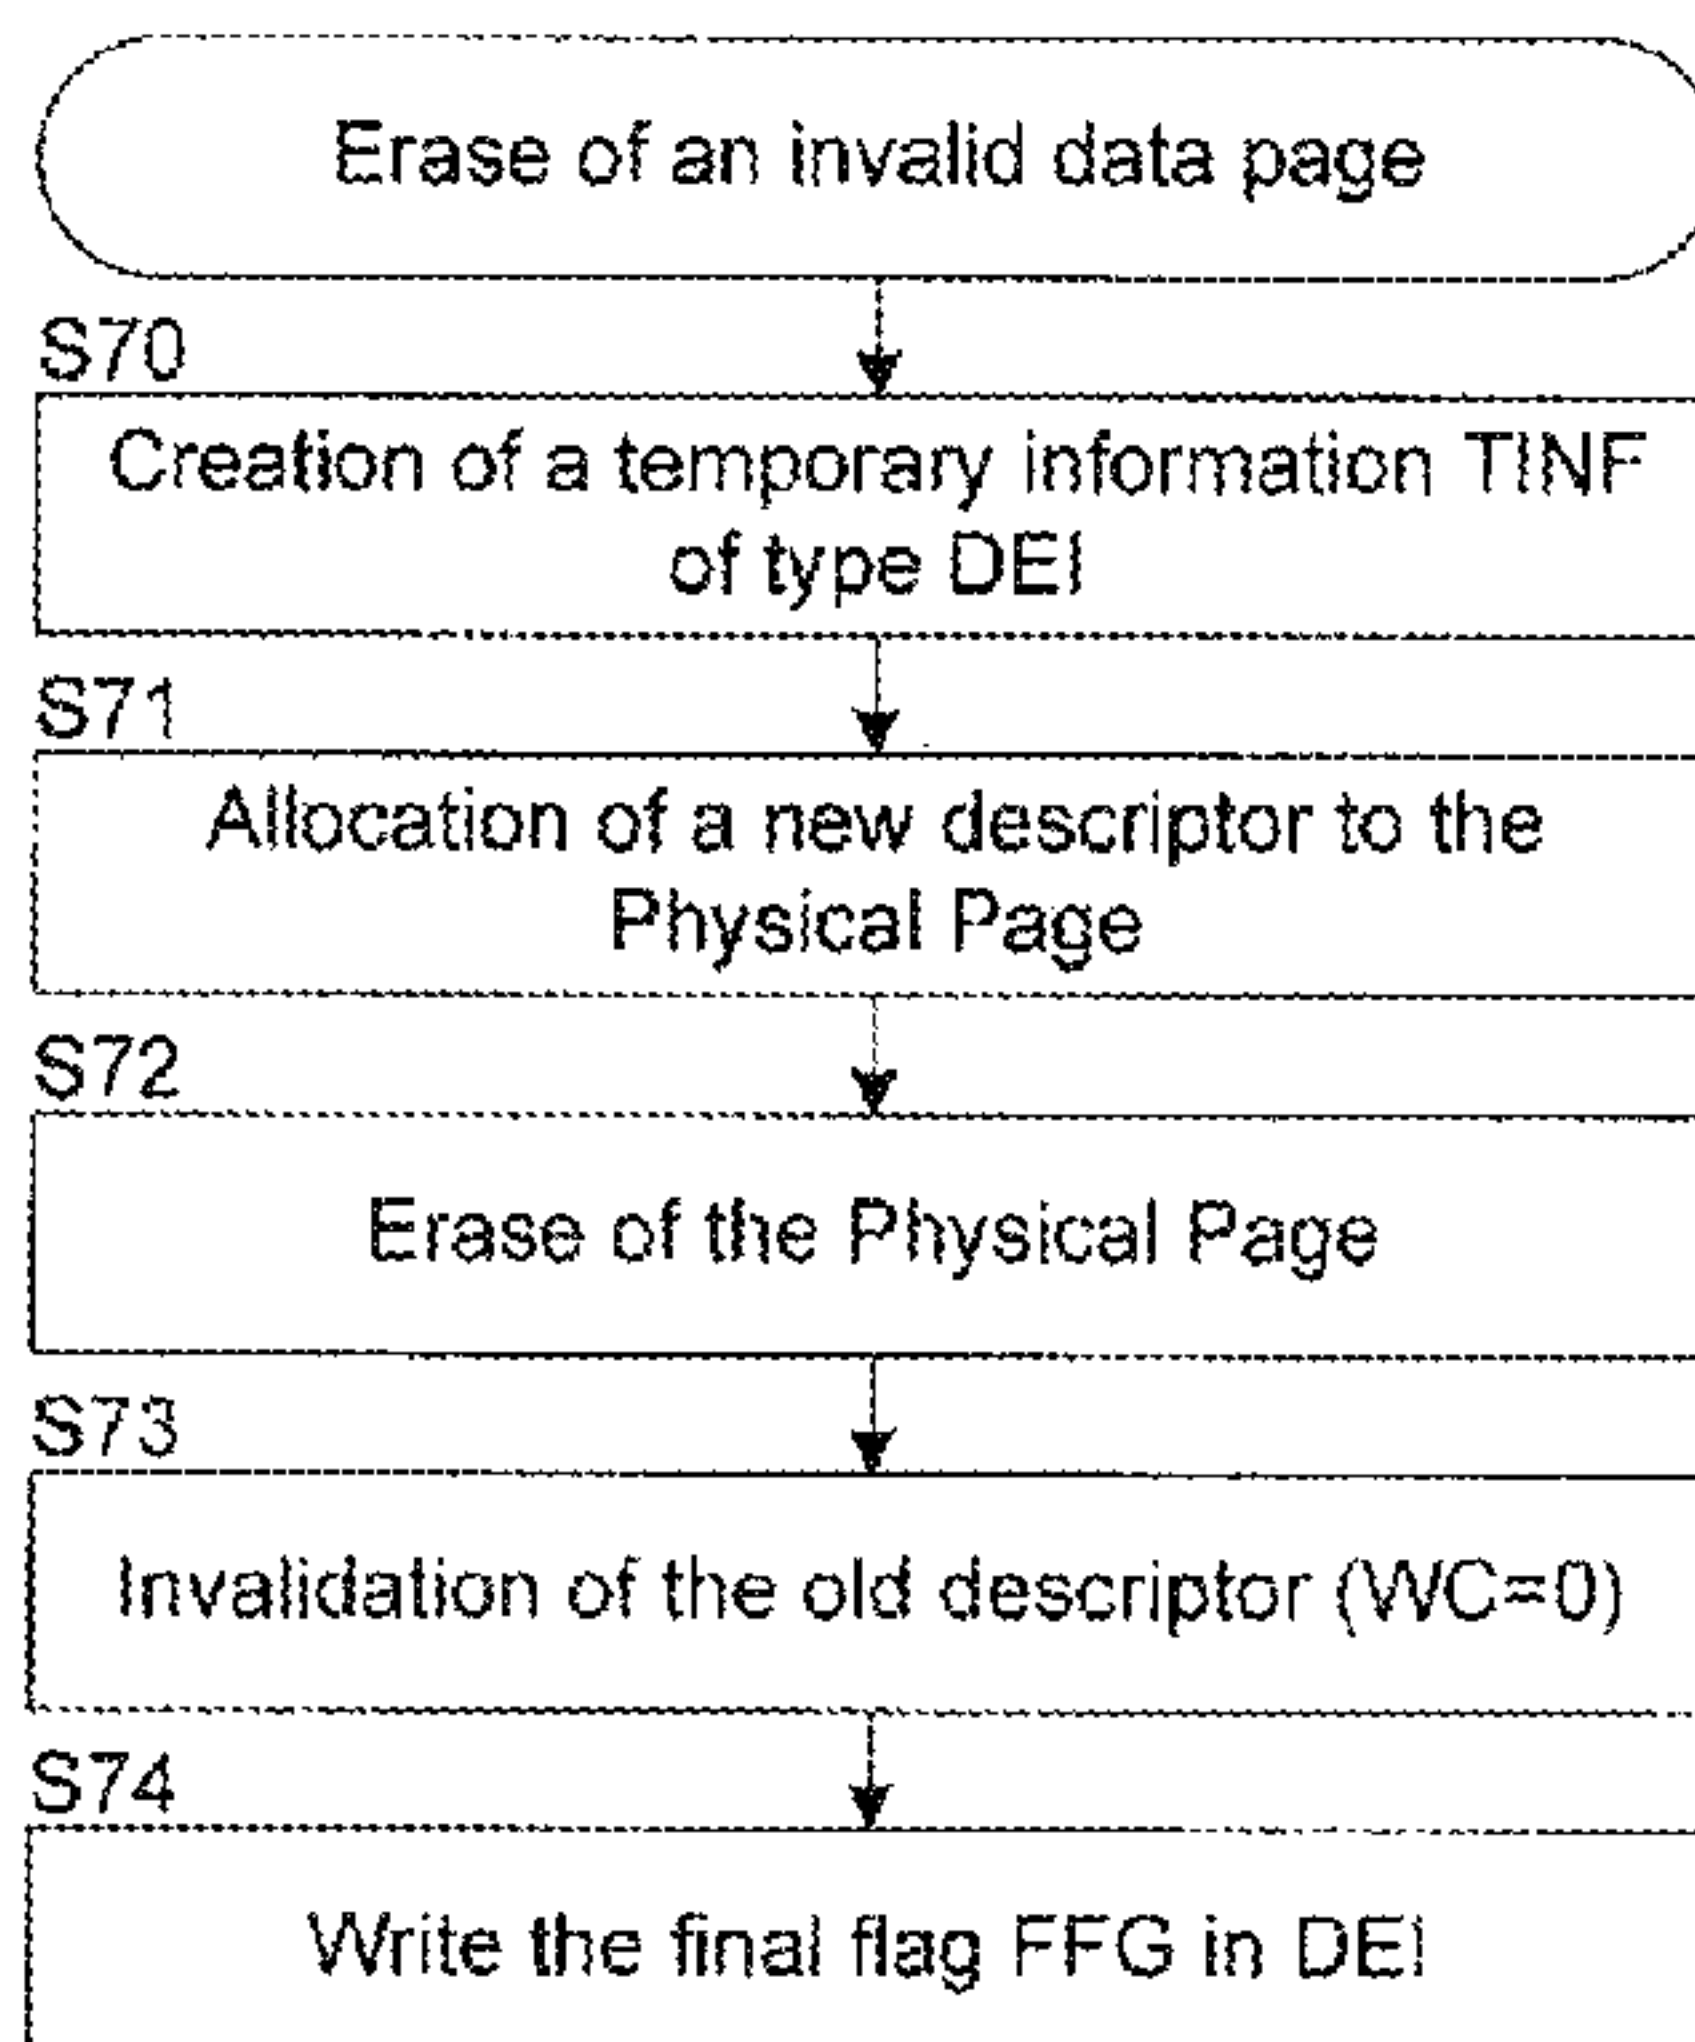 Erase of an invalid data page
S70
Creation of a temporary information TINF
of type DEI
S71
Allocation of a new descriptor to the
Physical Page
S72
Erase of the Physical Page
S73
Invalidation of the old descriptor (WC=0)
S74
Write the final flag FFG in DEI